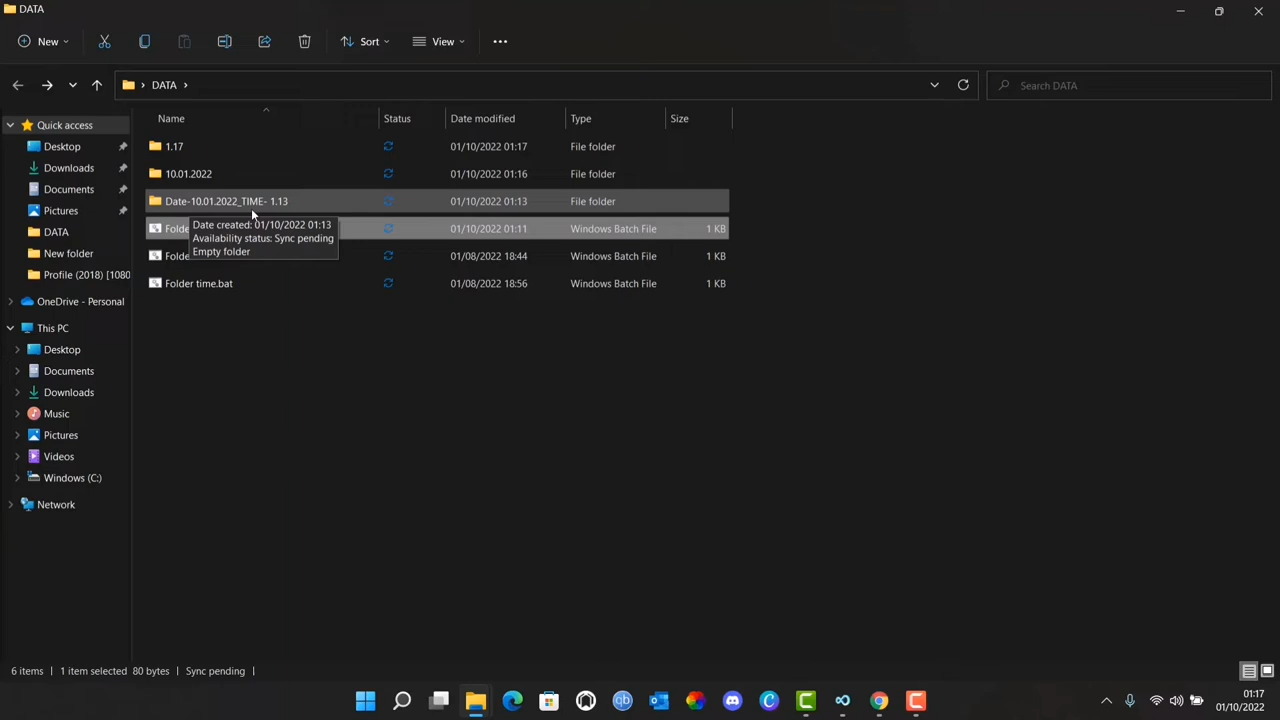 DATA
New
Sort
View
DATA
Search DATA
Name Status Date modified Type Size
Quick access
Desktop
Downloads
Documents
Pictures
DATA
New folder
Profile (2018) [1080
OneDrive - Personal
This PC
Desktop
Documents
Downloads
Music
Pictures
Videos
Windows (C:)
Network
1.17 01/10/2022 01:17 File folder
10.01.2022 01/10/2022 01:16 File folder
Date-10.01.2022_TIME- 1.13 01/10/2022 01:13 File folder
Folde 01/10/2022 01:11 Windows Batch File 1 KB
Folde 01/08/2022 18:44 Windows Batch File 1 KB
Folder time.bat 01/08/2022 18:56 Windows Batch File 1 KB
Date created: 01/10/2022 01:13
Availability status: Sync pending
Empty folder
6 items 1 item selected 80 bytes Sync pending
01:17
01/10/2022